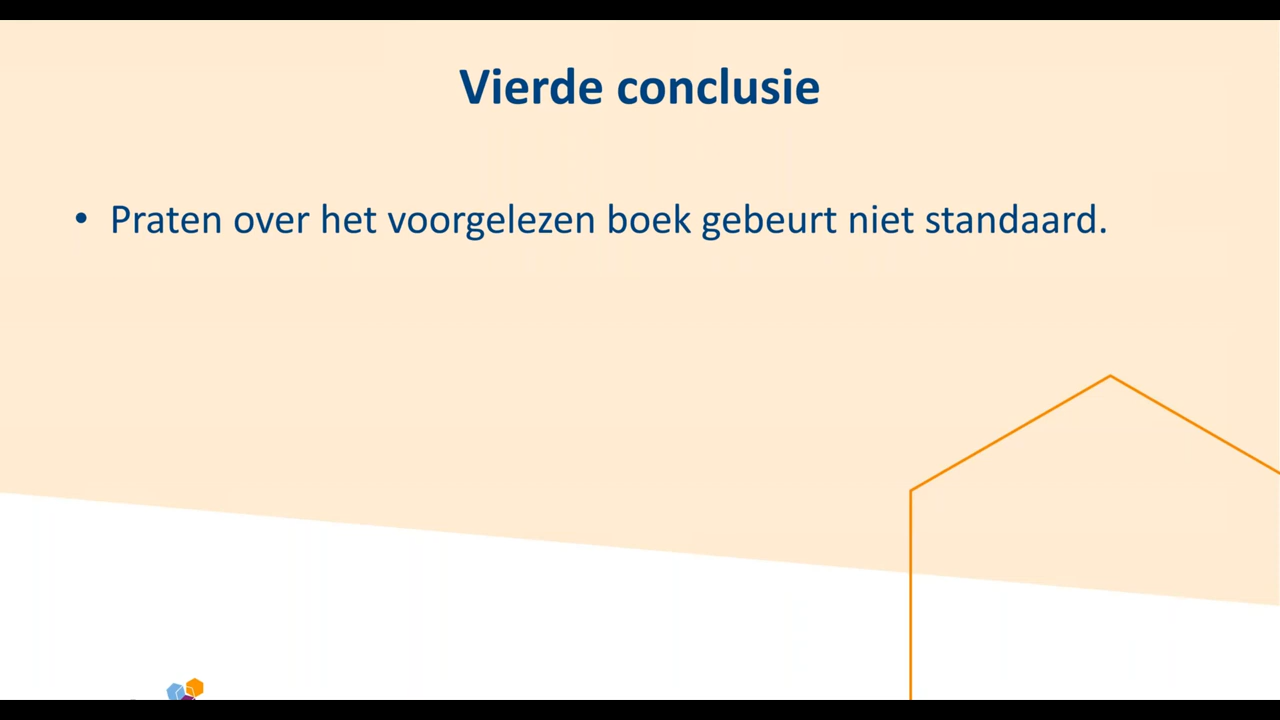 Vierde conclusie
• Praten over het voorgelezen boek gebeurt niet standaard.